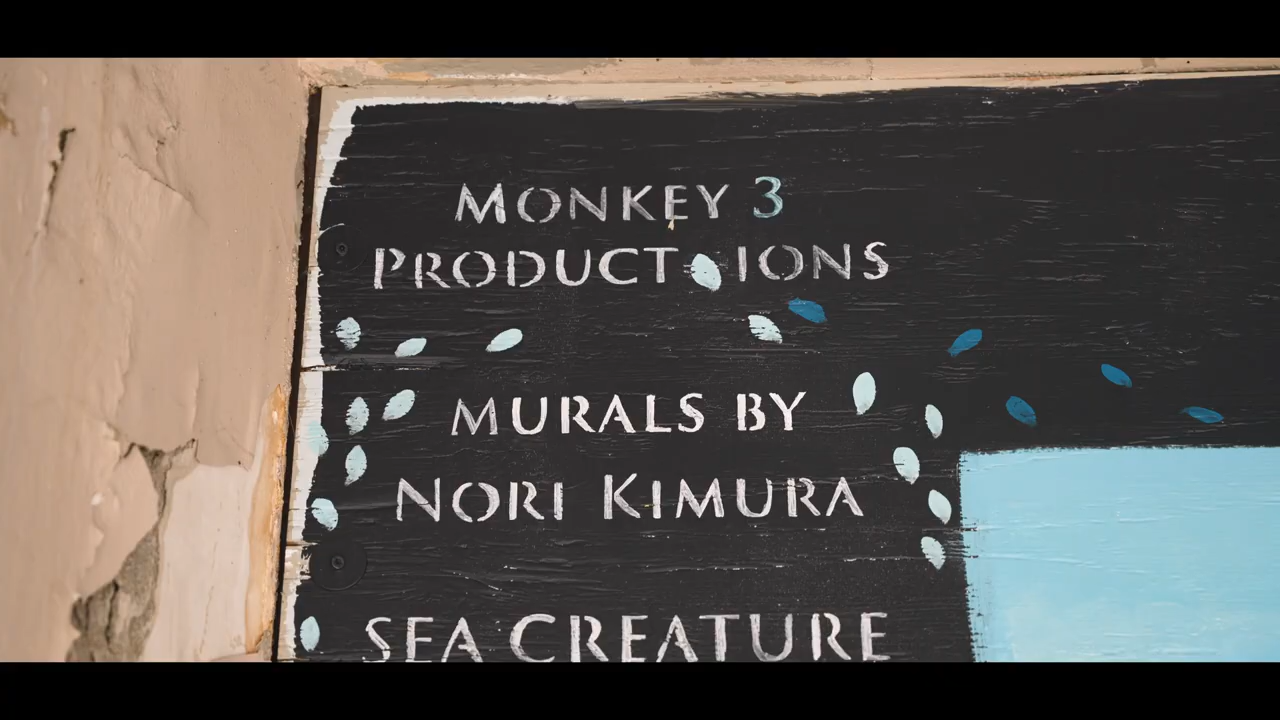 MONKEY 3
PRODUCTIONS
MURALS BY
NORI KIMURA
SEA CREATURE